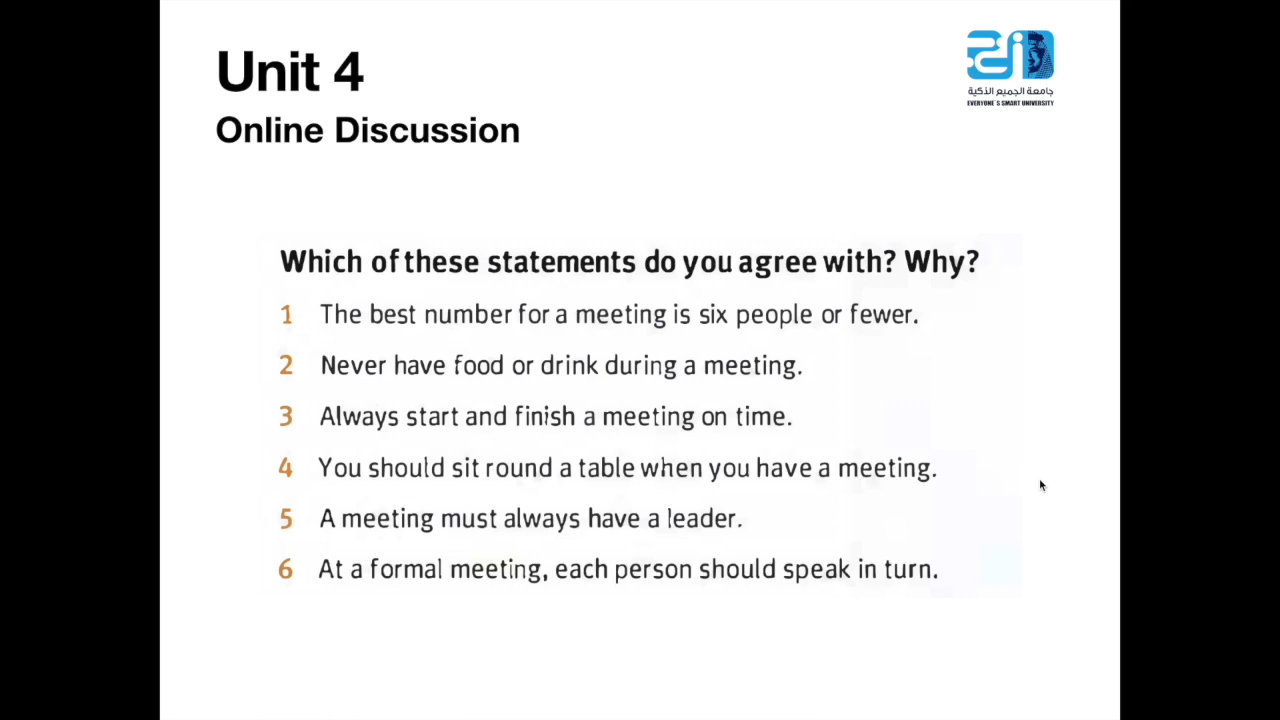 Unit 4
Online Discussion
جامعة الجميع الذكية
EVERYONE'S SMART UNIVERSITY
Which of these statements do you agree with? Why?
1 The best number for a meeting is six people or fewer.
2 Never have food or drink during a meeting.
3 Always start and finish a meeting on time.
4 You should sit round a table when you have a meeting.
5 A meeting must always have a leader.
6 At a formal meeting, each person should speak in turn.